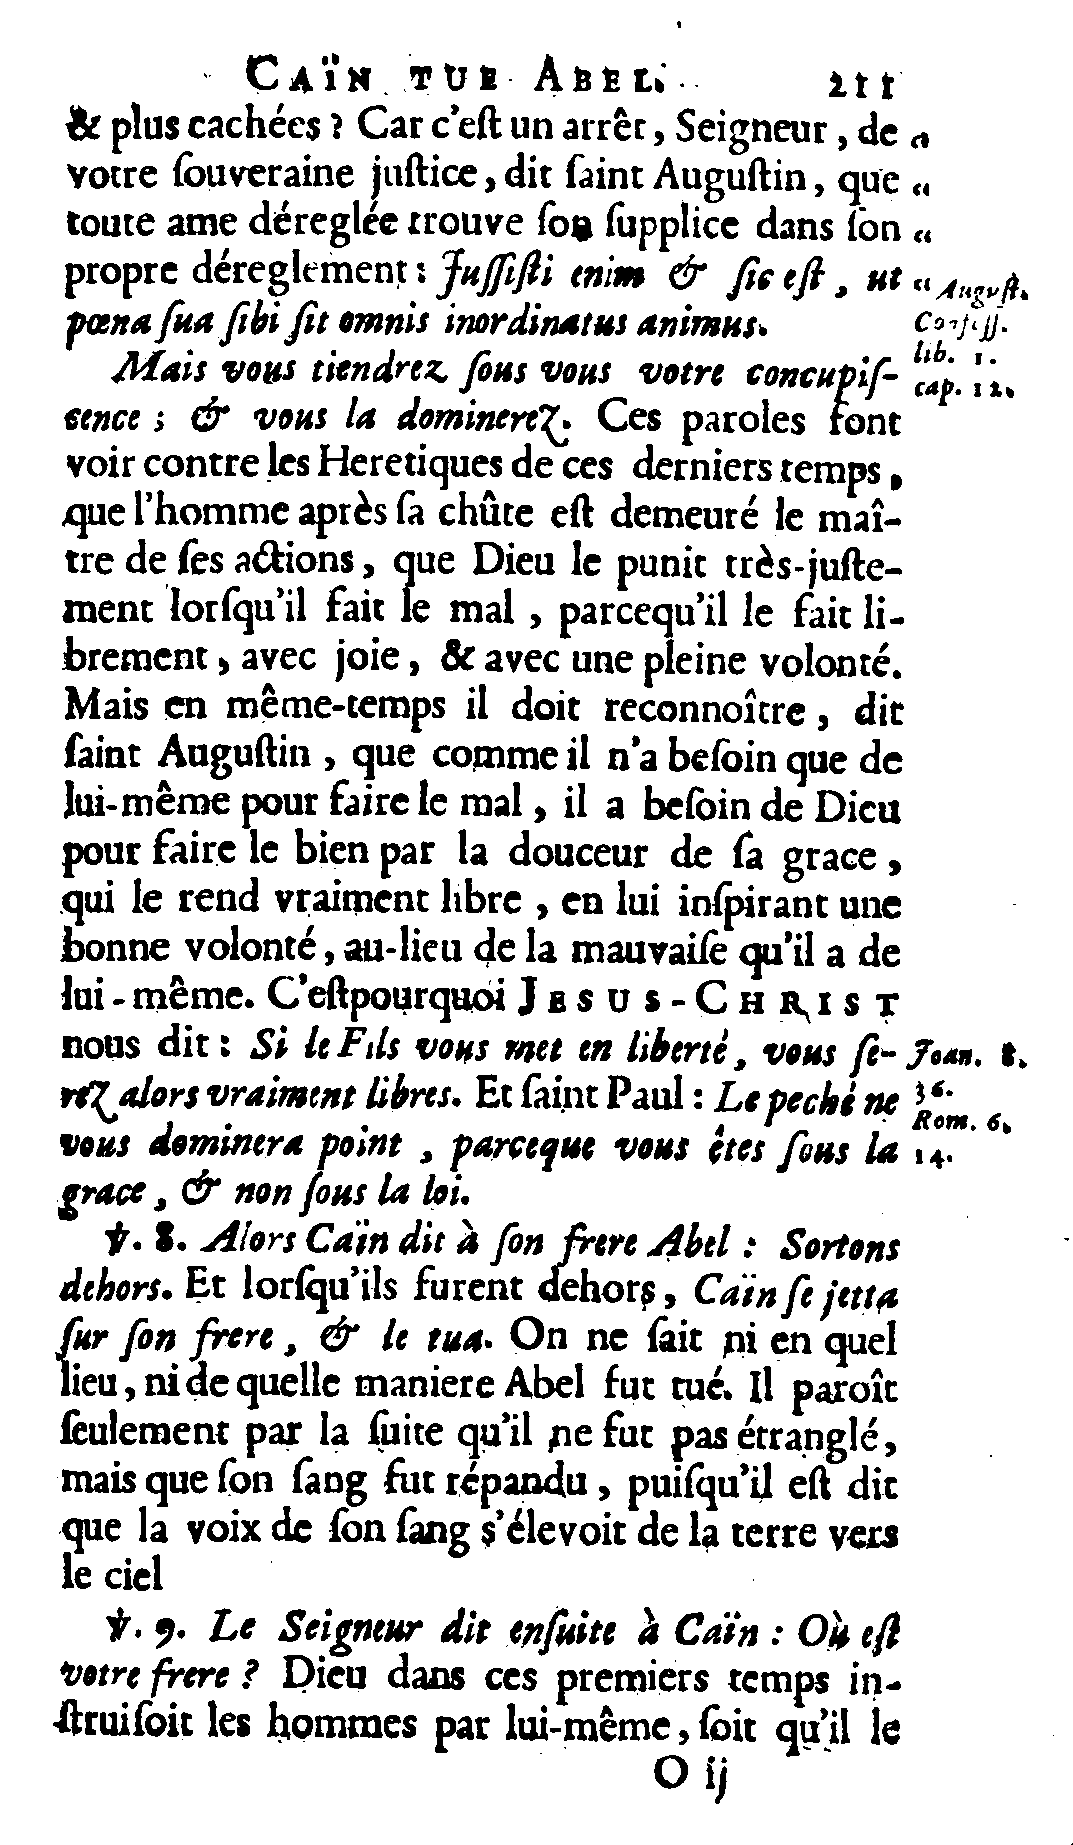 CAÏN TUE ABEL. 211
& plus cachées ? Car c'eſt un arrêt, Seigneur, de «
votre ſouveraine juſtice, dit ſaint Auguſtin, que «
toute ame déreglée trouve ſon ſupplice dans ſon «
propre déreglement : Juſſiſti enim & ſic eſt, ut «
pœna ſua ſibi ſit omnis inordinatus animus.
Auguſt.
Confeſſ.
lib. 1.
cap. 12.
Mais vous tiendrez ſous vous votre concupiſ-
cence ; & vous la dominerez. Ces paroles font
voir contre les Heretiques de ces derniers temps,
que l'homme après ſa chûte eſt demeuré le maî-
tre de ſes actions, que Dieu le punit très-juſte-
ment lorſqu'il fait le mal, parcequ'il le fait li-
brement, avec joie, & avec une pleine volonté.
Mais en même-temps il doit reconnoître, dit
ſaint Auguſtin, que comme il n'a beſoin que de
lui-même pour faire le mal, il a beſoin de Dieu
pour faire le bien par la douceur de ſa grace,
qui le rend vraiment libre, en lui inſpirant une
bonne volonté, au-lieu de la mauvaiſe qu'il a de
lui-même. C'eſtpourquoi JESUS-CHRIST
nous dit : Si le Fils vous met en liberté, vous ſe-
rez alors vraiment libres. Et ſaint Paul : Le peché ne
vous dominera point, parceque vous êtes ſous la
grace, & non ſous la loi.
Joan. 8.
36.
Rom. 6.
14.
℣. 8. Alors Caïn dit à ſon frere Abel : Sortons
dehors. Et lorſqu'ils furent dehors, Caïn ſe jetta
ſur ſon frere, & le tua. On ne ſait ni en quel
lieu, ni de quelle maniere Abel fut tué. Il paroît
ſeulement par la ſuite qu'il ne fut pas étranglé,
mais que ſon ſang fut répandu, puiſqu'il eſt dit
que la voix de ſon ſang s'élevoit de la terre vers
le ciel
℣. 9. Le Seigneur dit enſuite à Caïn : Où eſt
votre frere ? Dieu dans ces premiers temps in-
ſtruiſoit les hommes par lui-même, ſoit qu'il le
O ij